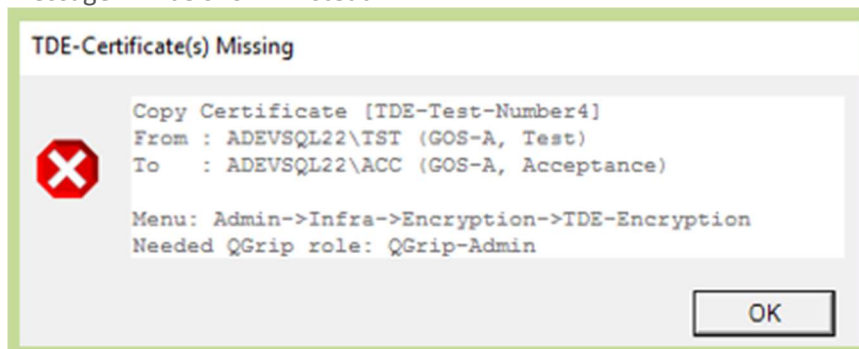 TDE-Certificate(s) Missing
Copy Certificate [TDE-Test-Number4]
From : ADEVSQL22\TST (GOS-A, Test)
To   : ADEVSQL22\ACC (GOS-A, Acceptance)
Menu: Admin->Infra->Encryption->TDE-Encryption
Needed QGrip role: QGrip-Admin
OK